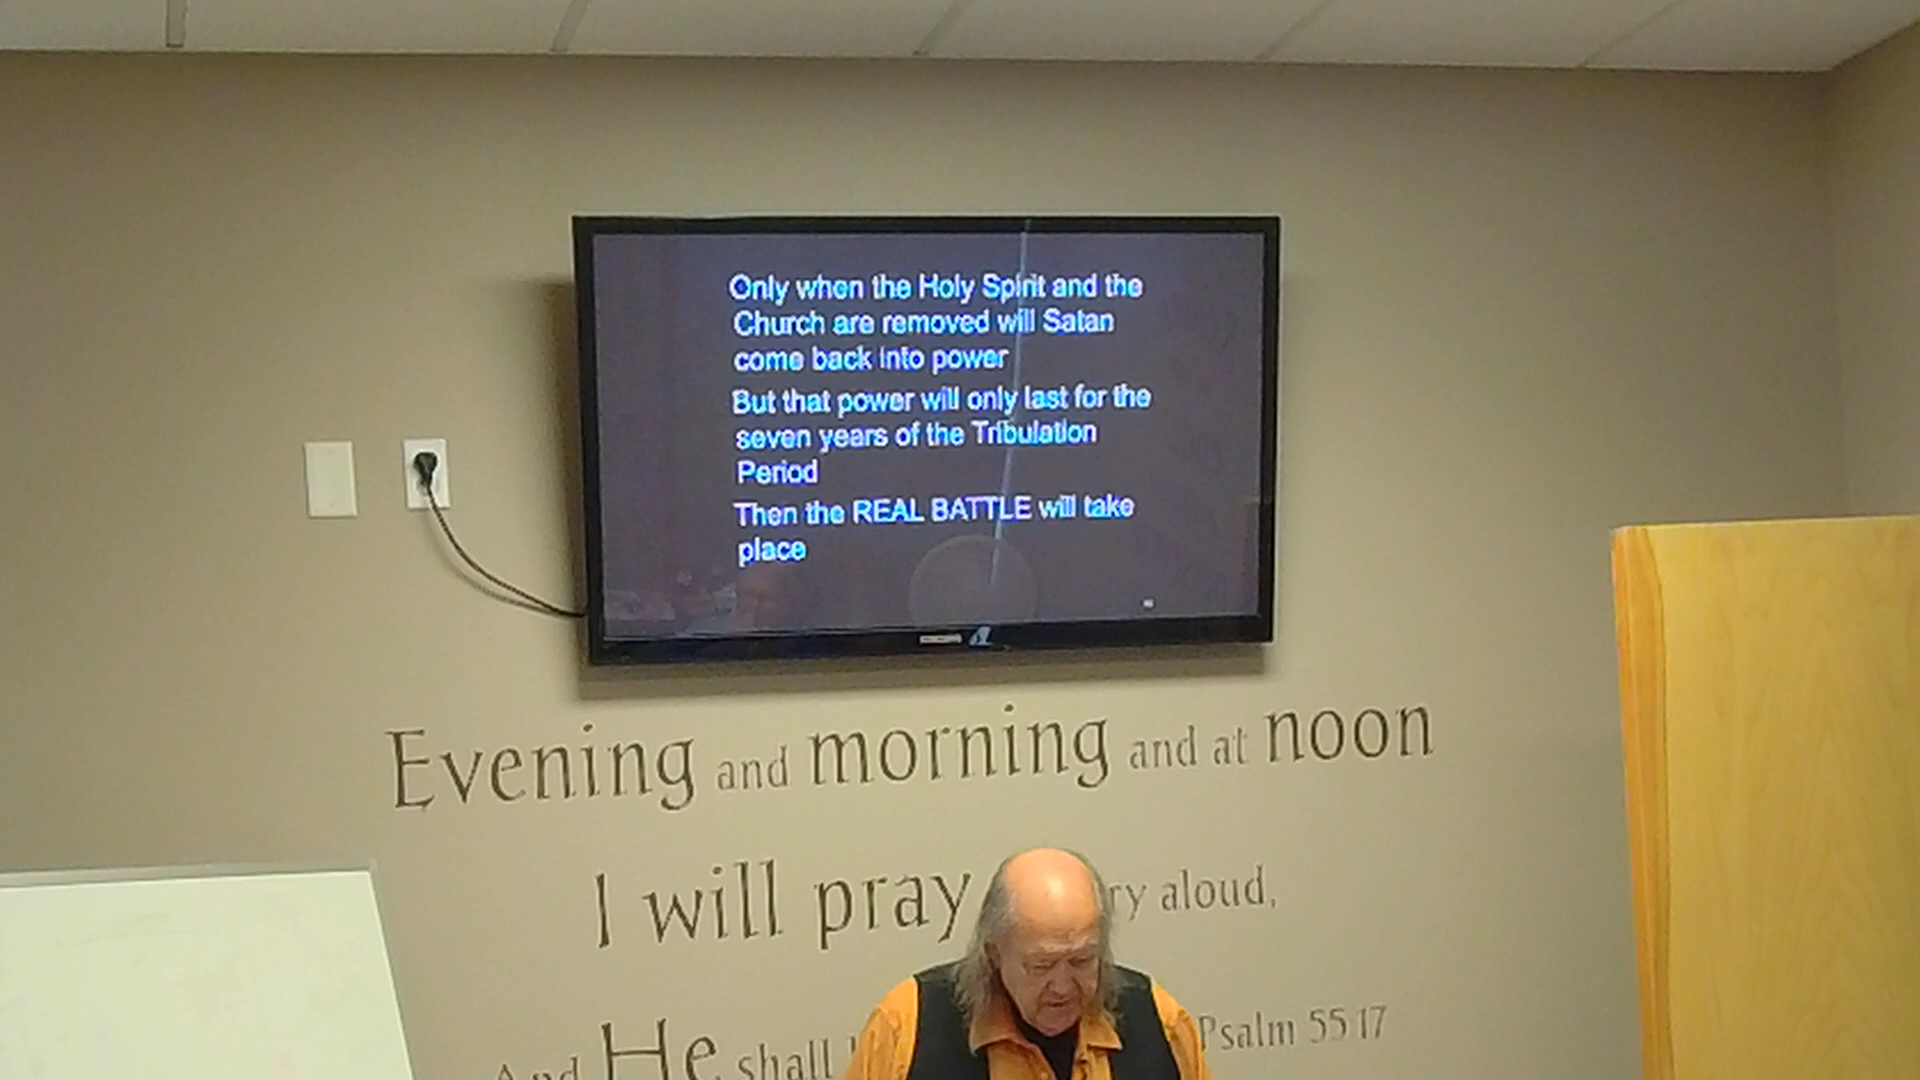 Only when the Holy Spirit and the
Church are removed will Satan
come back into power
But that power will only last for the
seven years of the Tribulation
Period
Then the REAL BATTLE will take
place
Evening and morning and at noon
I will pray ry aloud,
And He shall
Psalm 55 17